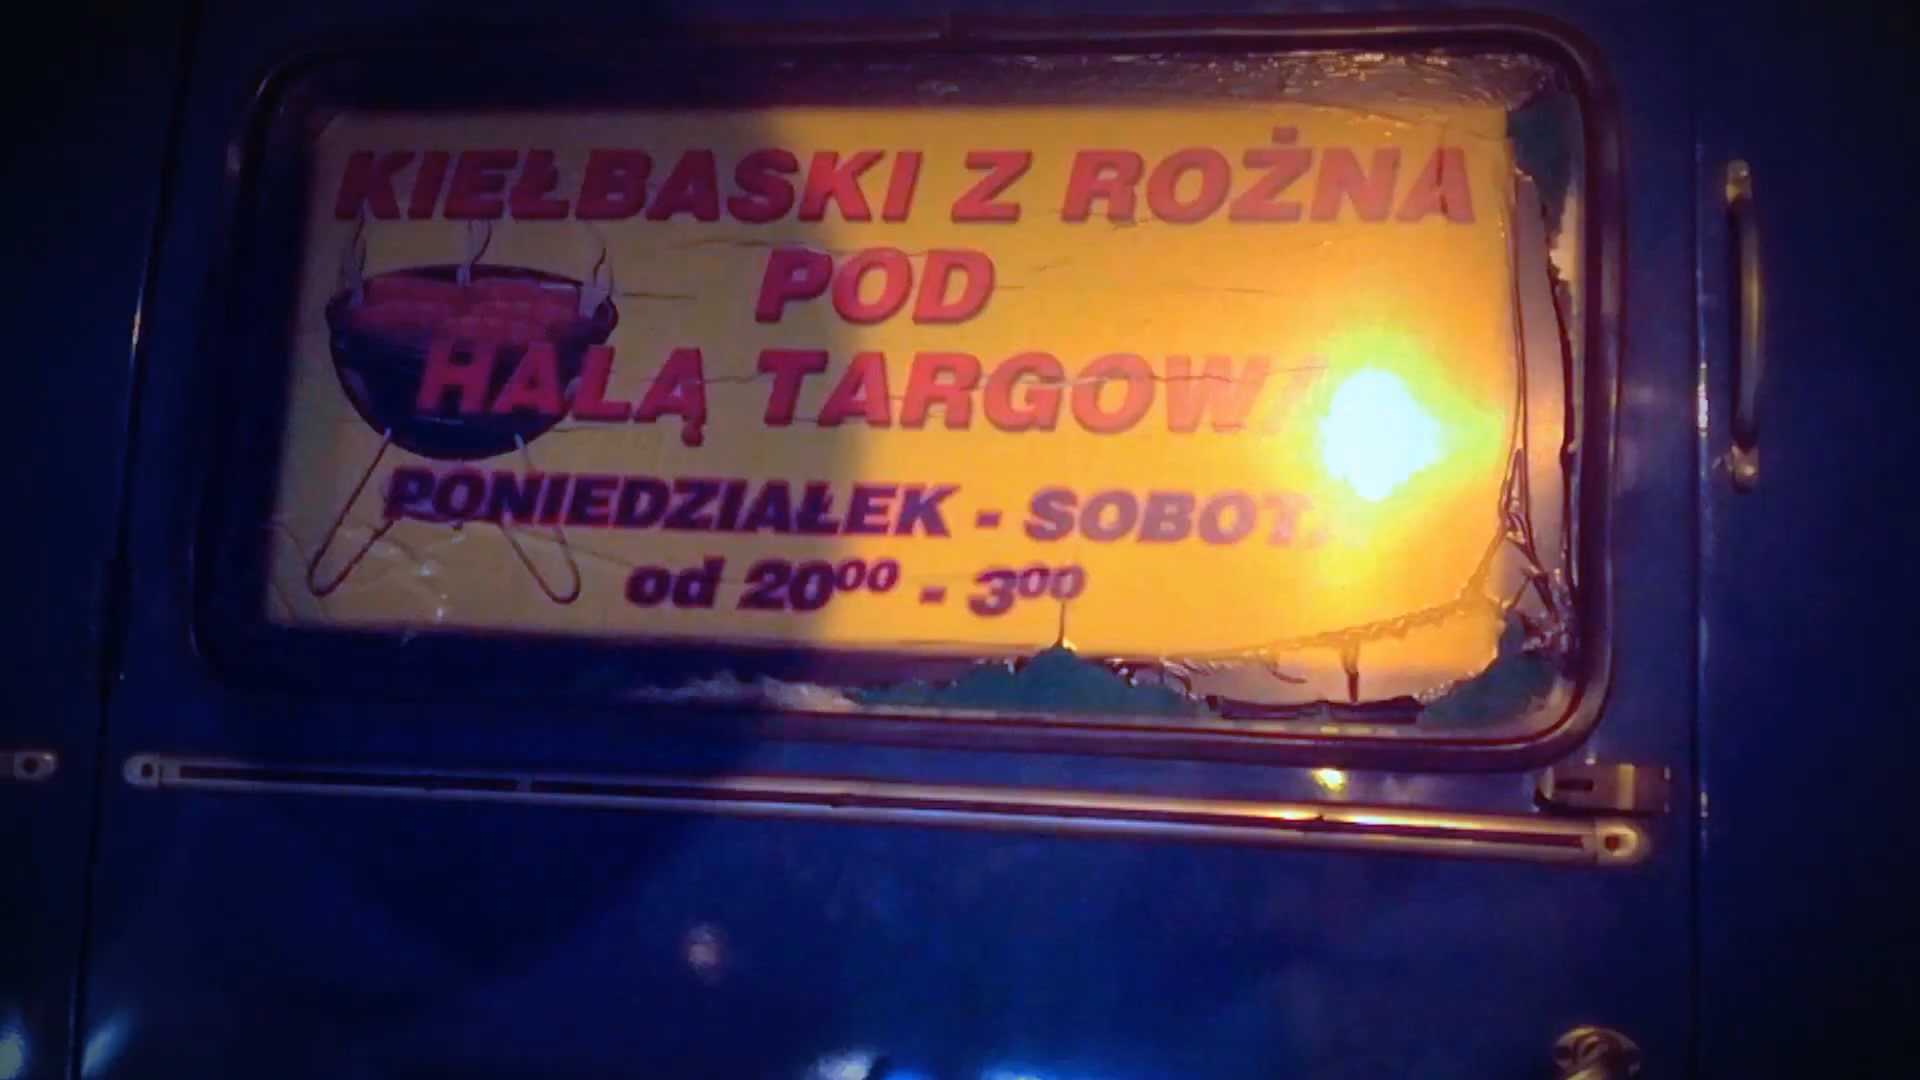 KIEŁBASKI Z ROŻNA
POD
HALĄ TARGOW
PONIEDZIAŁEK - SOBOT
od 20⁰⁰ - 3⁰⁰